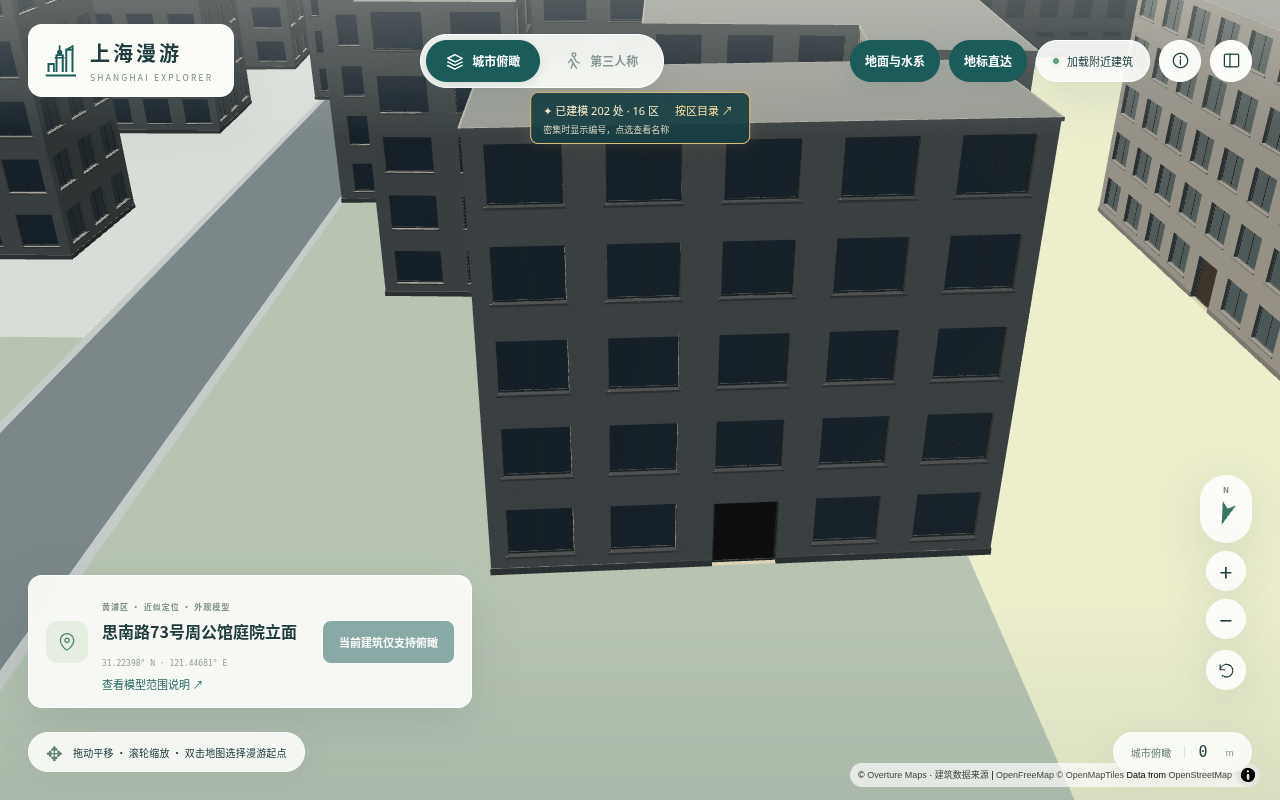 上海漫游
SHANGHAI EXPLORER
城市俯瞰
第三人称
地面与水系
地标直达
加载附近建筑
✦ 已建模 202 处 · 16 区 按区目录 ↗
密集时显示编号，点选查看名称
N
+
−
黄浦区 · 近似定位 · 外观模型
思南路73号周公馆庭院立面
当前建筑仅支持俯瞰
31.22398° N · 121.44681° E
查看模型范围说明 ↗
拖动平移 · 滚轮缩放 · 双击地图选择漫游起点
城市俯瞰 0 m
© Overture Maps · 建筑数据来源 | OpenFreeMap © OpenMapTiles Data from OpenStreetMap